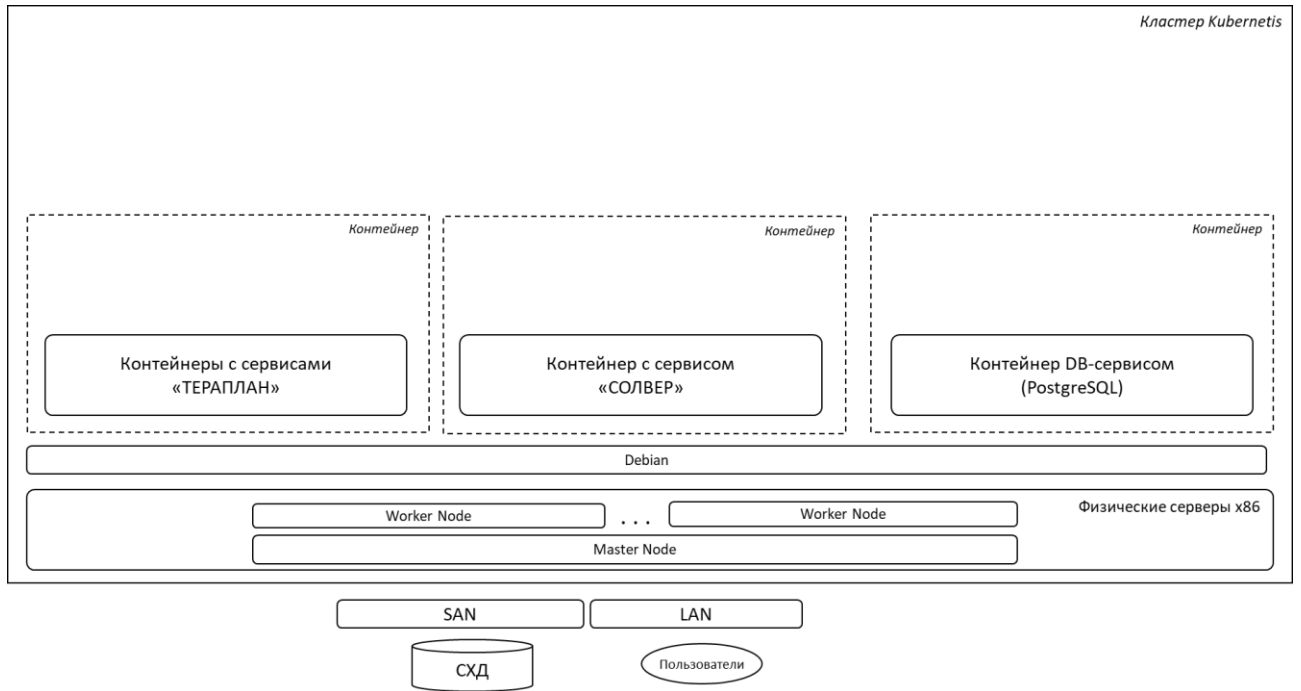 Кластер Kubernetis
Контейнер
Контейнер
Контейнер
Контейнеры с сервисами
«ТЕРАПЛАН»
Контейнер с сервисом
«СОЛВЕР»
Контейнер DB-сервисом
(PostgreSQL)
Debian
Физические серверы x86
Worker Node
. . .
Worker Node
Master Node
SAN
LAN
СХД
Пользователи